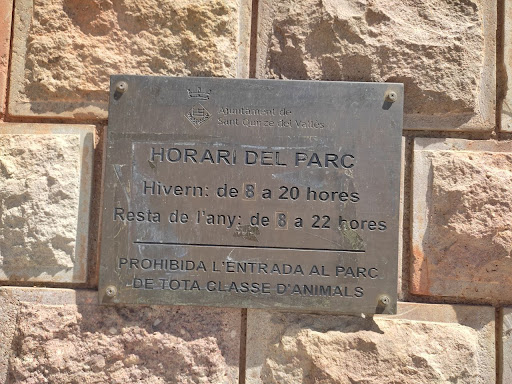 Ajuntament de
Sant Quirze del Vallès
HORARI DEL PARC
Hivern: de 8 a 20 hores
Resta de l'any: de 8 a 22 hores
PROHIBIDA L'ENTRADA AL PARC
DE TOTA CLASSE D'ANIMALS